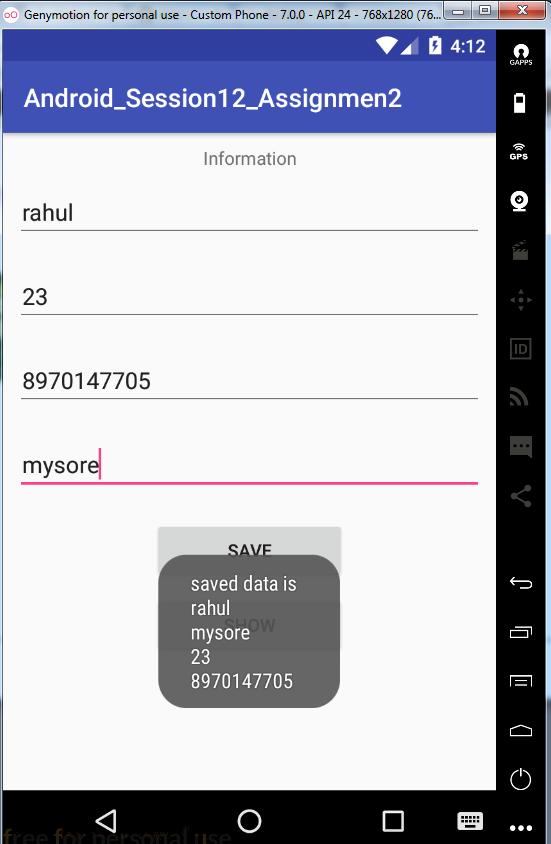 Genymotion for personal use - Custom Phone - 7.0.0 - API 24 - 768x1280 (76...
4:12
GAPPS
Android_Session12_Assignmen2
GPS
Information
rahul
23
ID
8970147705
mysore
SAVE
SHOW
saved data is
rahul
mysore
23
8970147705
free for personal use